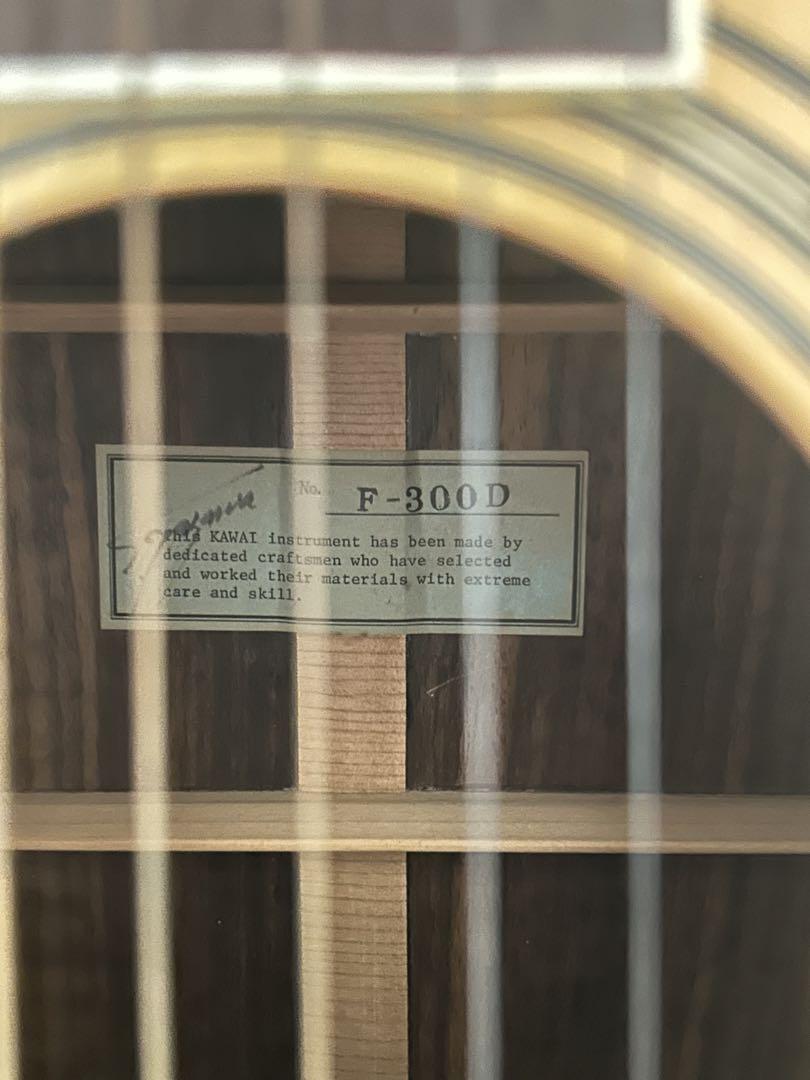 No. F-300D
This KAWAI instrument has been made by
dedicated craftsmen who have selected
and worked their materials with extreme
care and skill.